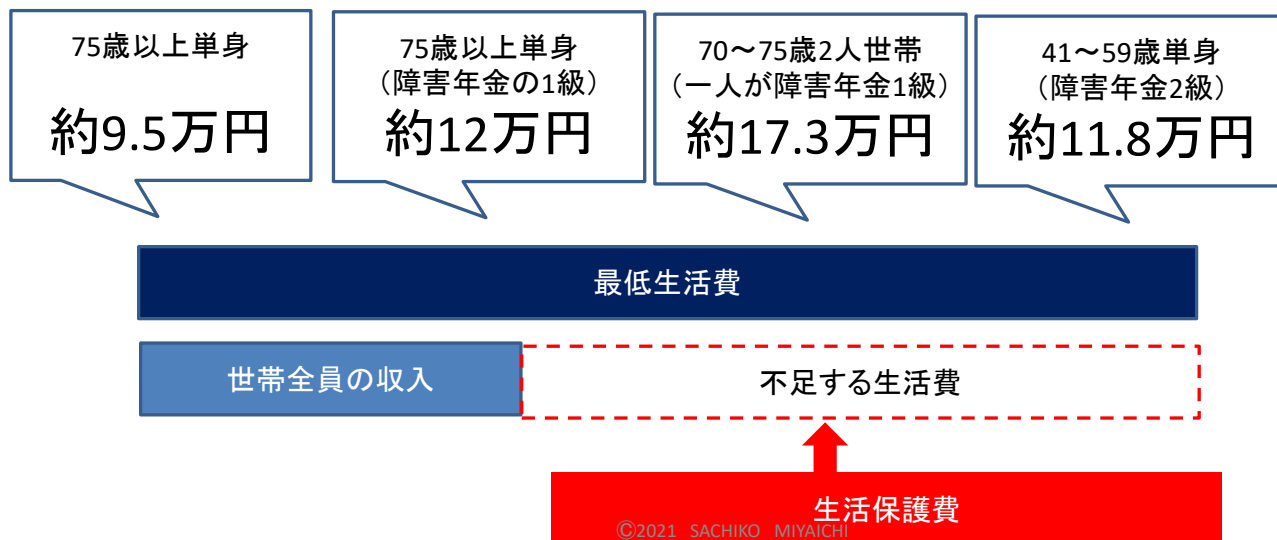 75歳以上単身
約9.5万円
75歳以上単身
（障害年金の1級）
約12万円
70～75歳2人世帯
（一人が障害年金1級）
約17.3万円
41～59歳単身
（障害年金2級）
約11.8万円
最低生活費
世帯全員の収入
不足する生活費
生活保護費
©2021 SACHIKO MIYAICHI